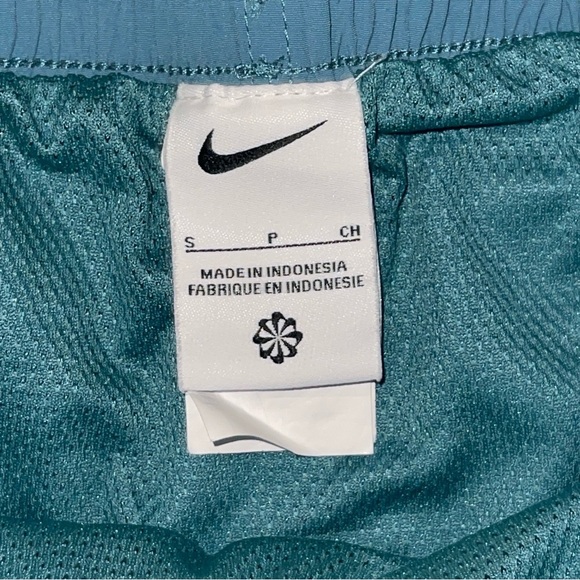 S P CH
MADE IN INDONESIA
FABRIQUE EN INDONESIE